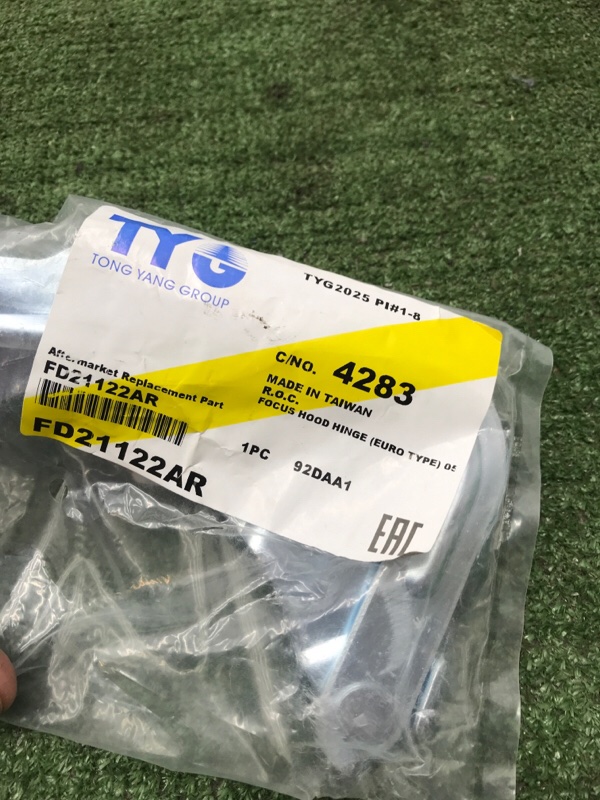 TYG
TONG YANG GROUP
TYG2025 PI#1-8
C/NO. 4283
MADE IN TAIWAN
R.O.C.
FOCUS HOOD HINGE (EURO TYPE) 05
Aftermarket Replacement Part
FD21122AR
FD21122AR
1PC 92DAA1
EAC